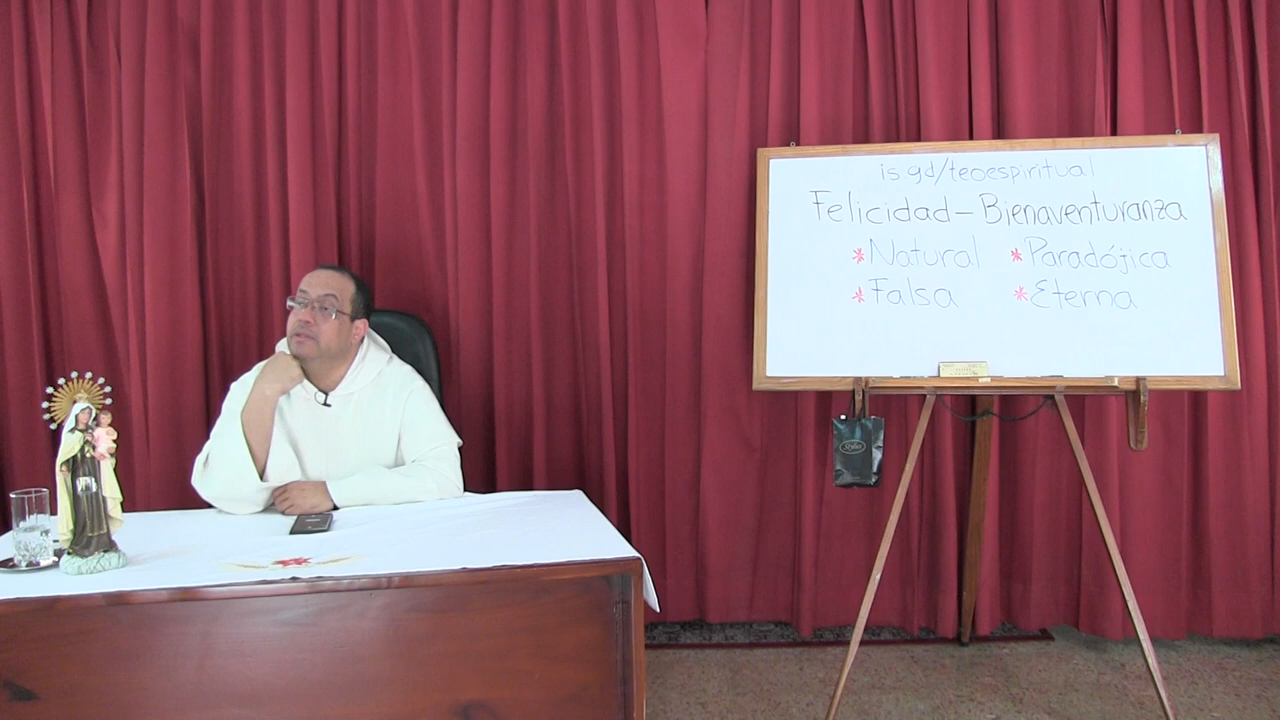 is.gd/teoespiritual
Felicidad – Bienaventuranza
* Natural * Paradójica
* Falsa * Eterna